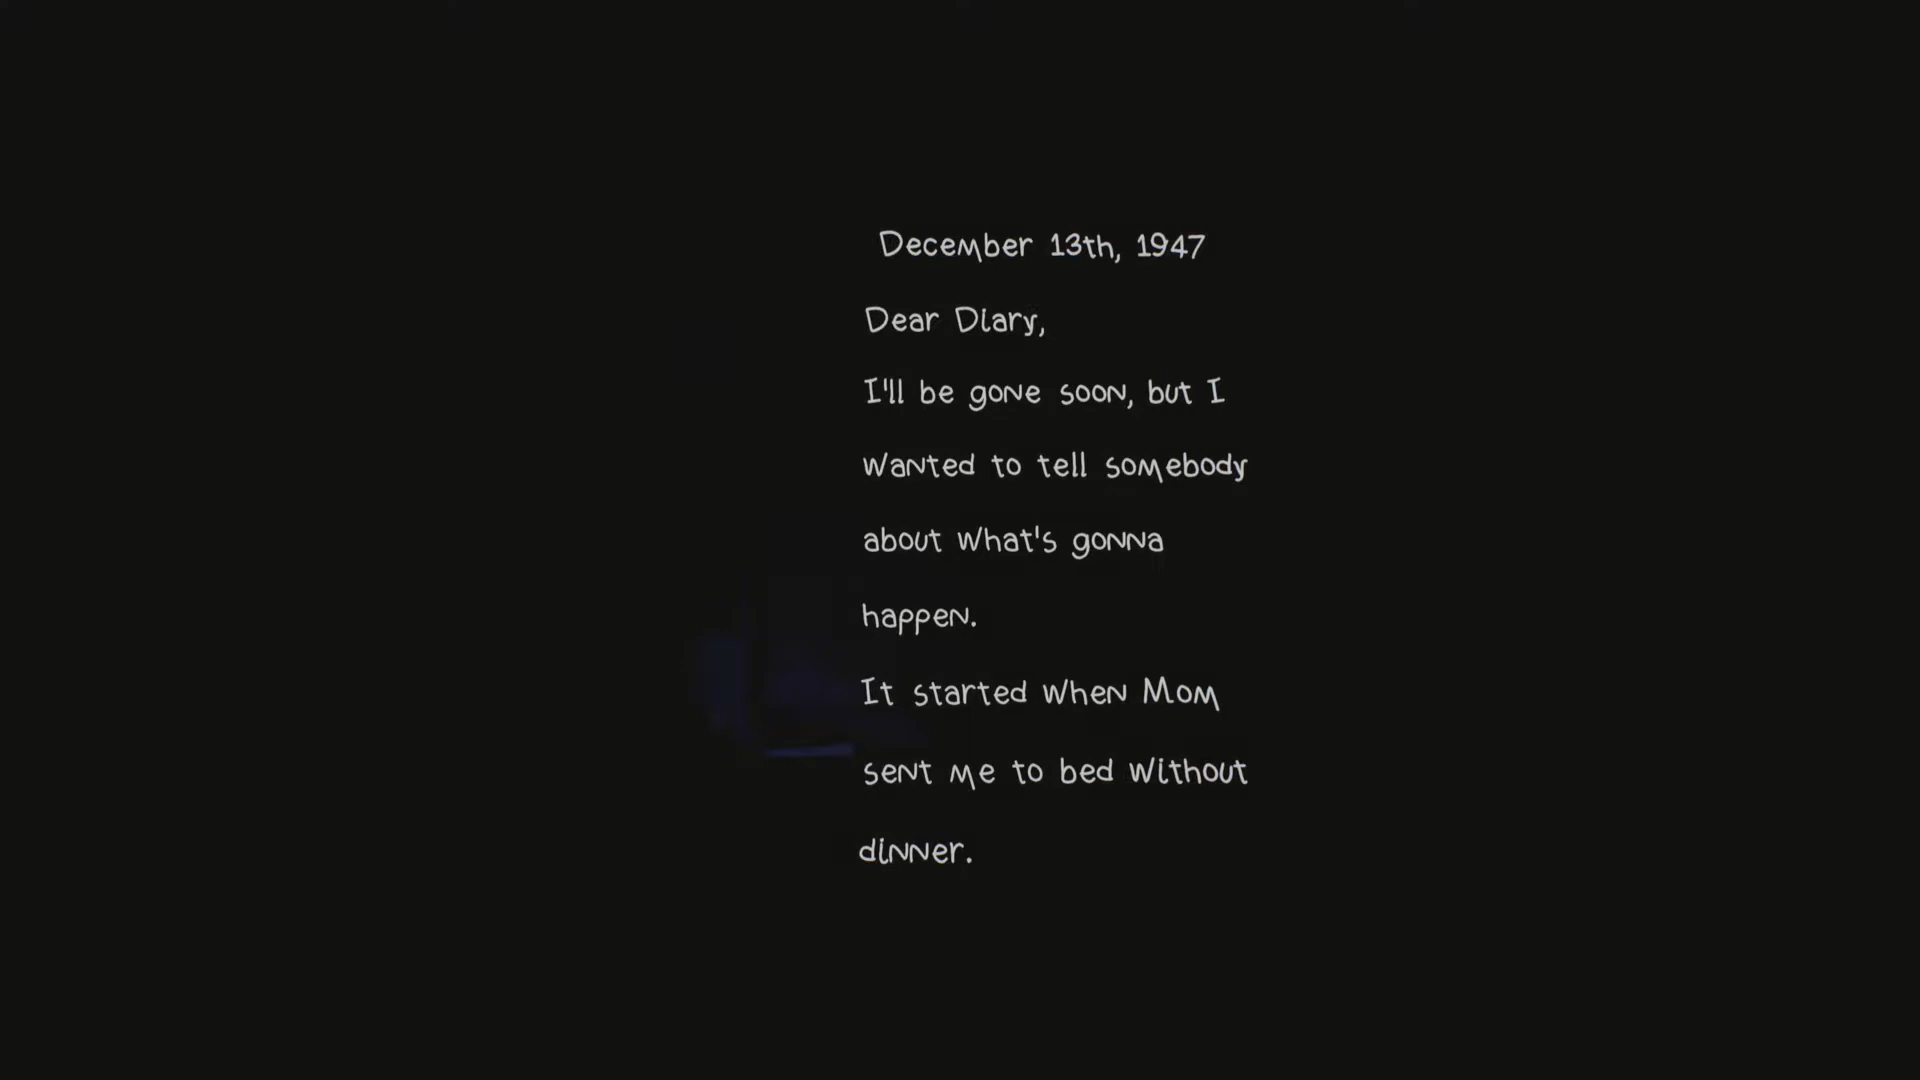 December 13th, 1947
Dear Diary,
I'll be gone soon, but I
wanted to tell somebody
about what's gonna
happen.
It started when Mom
sent me to bed without
dinner.